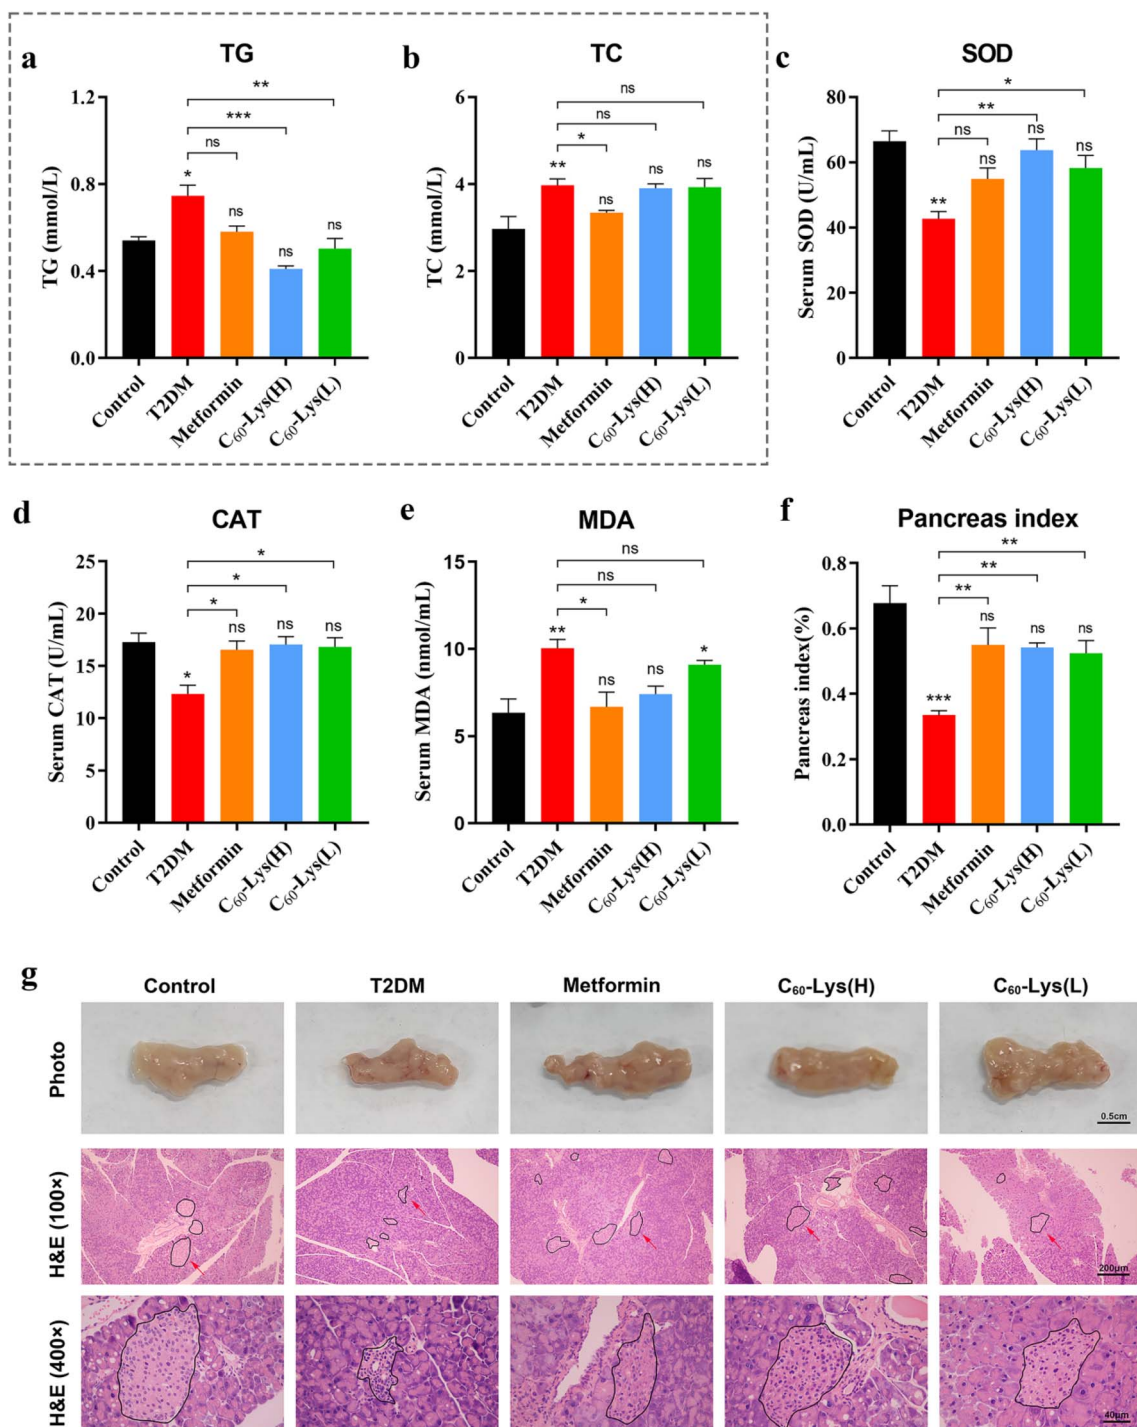 a
TG
**
***
ns
*
ns
ns
ns
TG (mmol/L)
1.2
0.8
0.4
0.0
Control
T2DM
Metformin
C₆₀-Lys(H)
C₆₀-Lys(L)
b
TC
ns
ns
*
**
ns
ns
ns
TC (mmol/L)
6
4
2
0
Control
T2DM
Metformin
C₆₀-Lys(H)
C₆₀-Lys(L)
c
SOD
*
**
ns
**
ns
ns
ns
Serum SOD (U/mL)
80
60
40
20
0
Control
T2DM
Metformin
C₆₀-Lys(H)
C₆₀-Lys(L)
d
CAT
*
*
*
*
ns
ns
ns
Serum CAT (U/mL)
25
20
15
10
5
0
Control
T2DM
Metformin
C₆₀-Lys(H)
C₆₀-Lys(L)
e
MDA
ns
ns
*
**
ns
ns
*
Serum MDA (nmol/mL)
15
10
5
0
Control
T2DM
Metformin
C₆₀-Lys(H)
C₆₀-Lys(L)
f
Pancreas index
**
**
**
***
ns
ns
ns
Pancreas index(%)
0.8
0.6
0.4
0.2
0.0
Control
T2DM
Metformin
C₆₀-Lys(H)
C₆₀-Lys(L)
g
Control
T2DM
Metformin
C₆₀-Lys(H)
C₆₀-Lys(L)
Photo
0.5cm
H&E (100×)
200μm
H&E (400×)
40μm